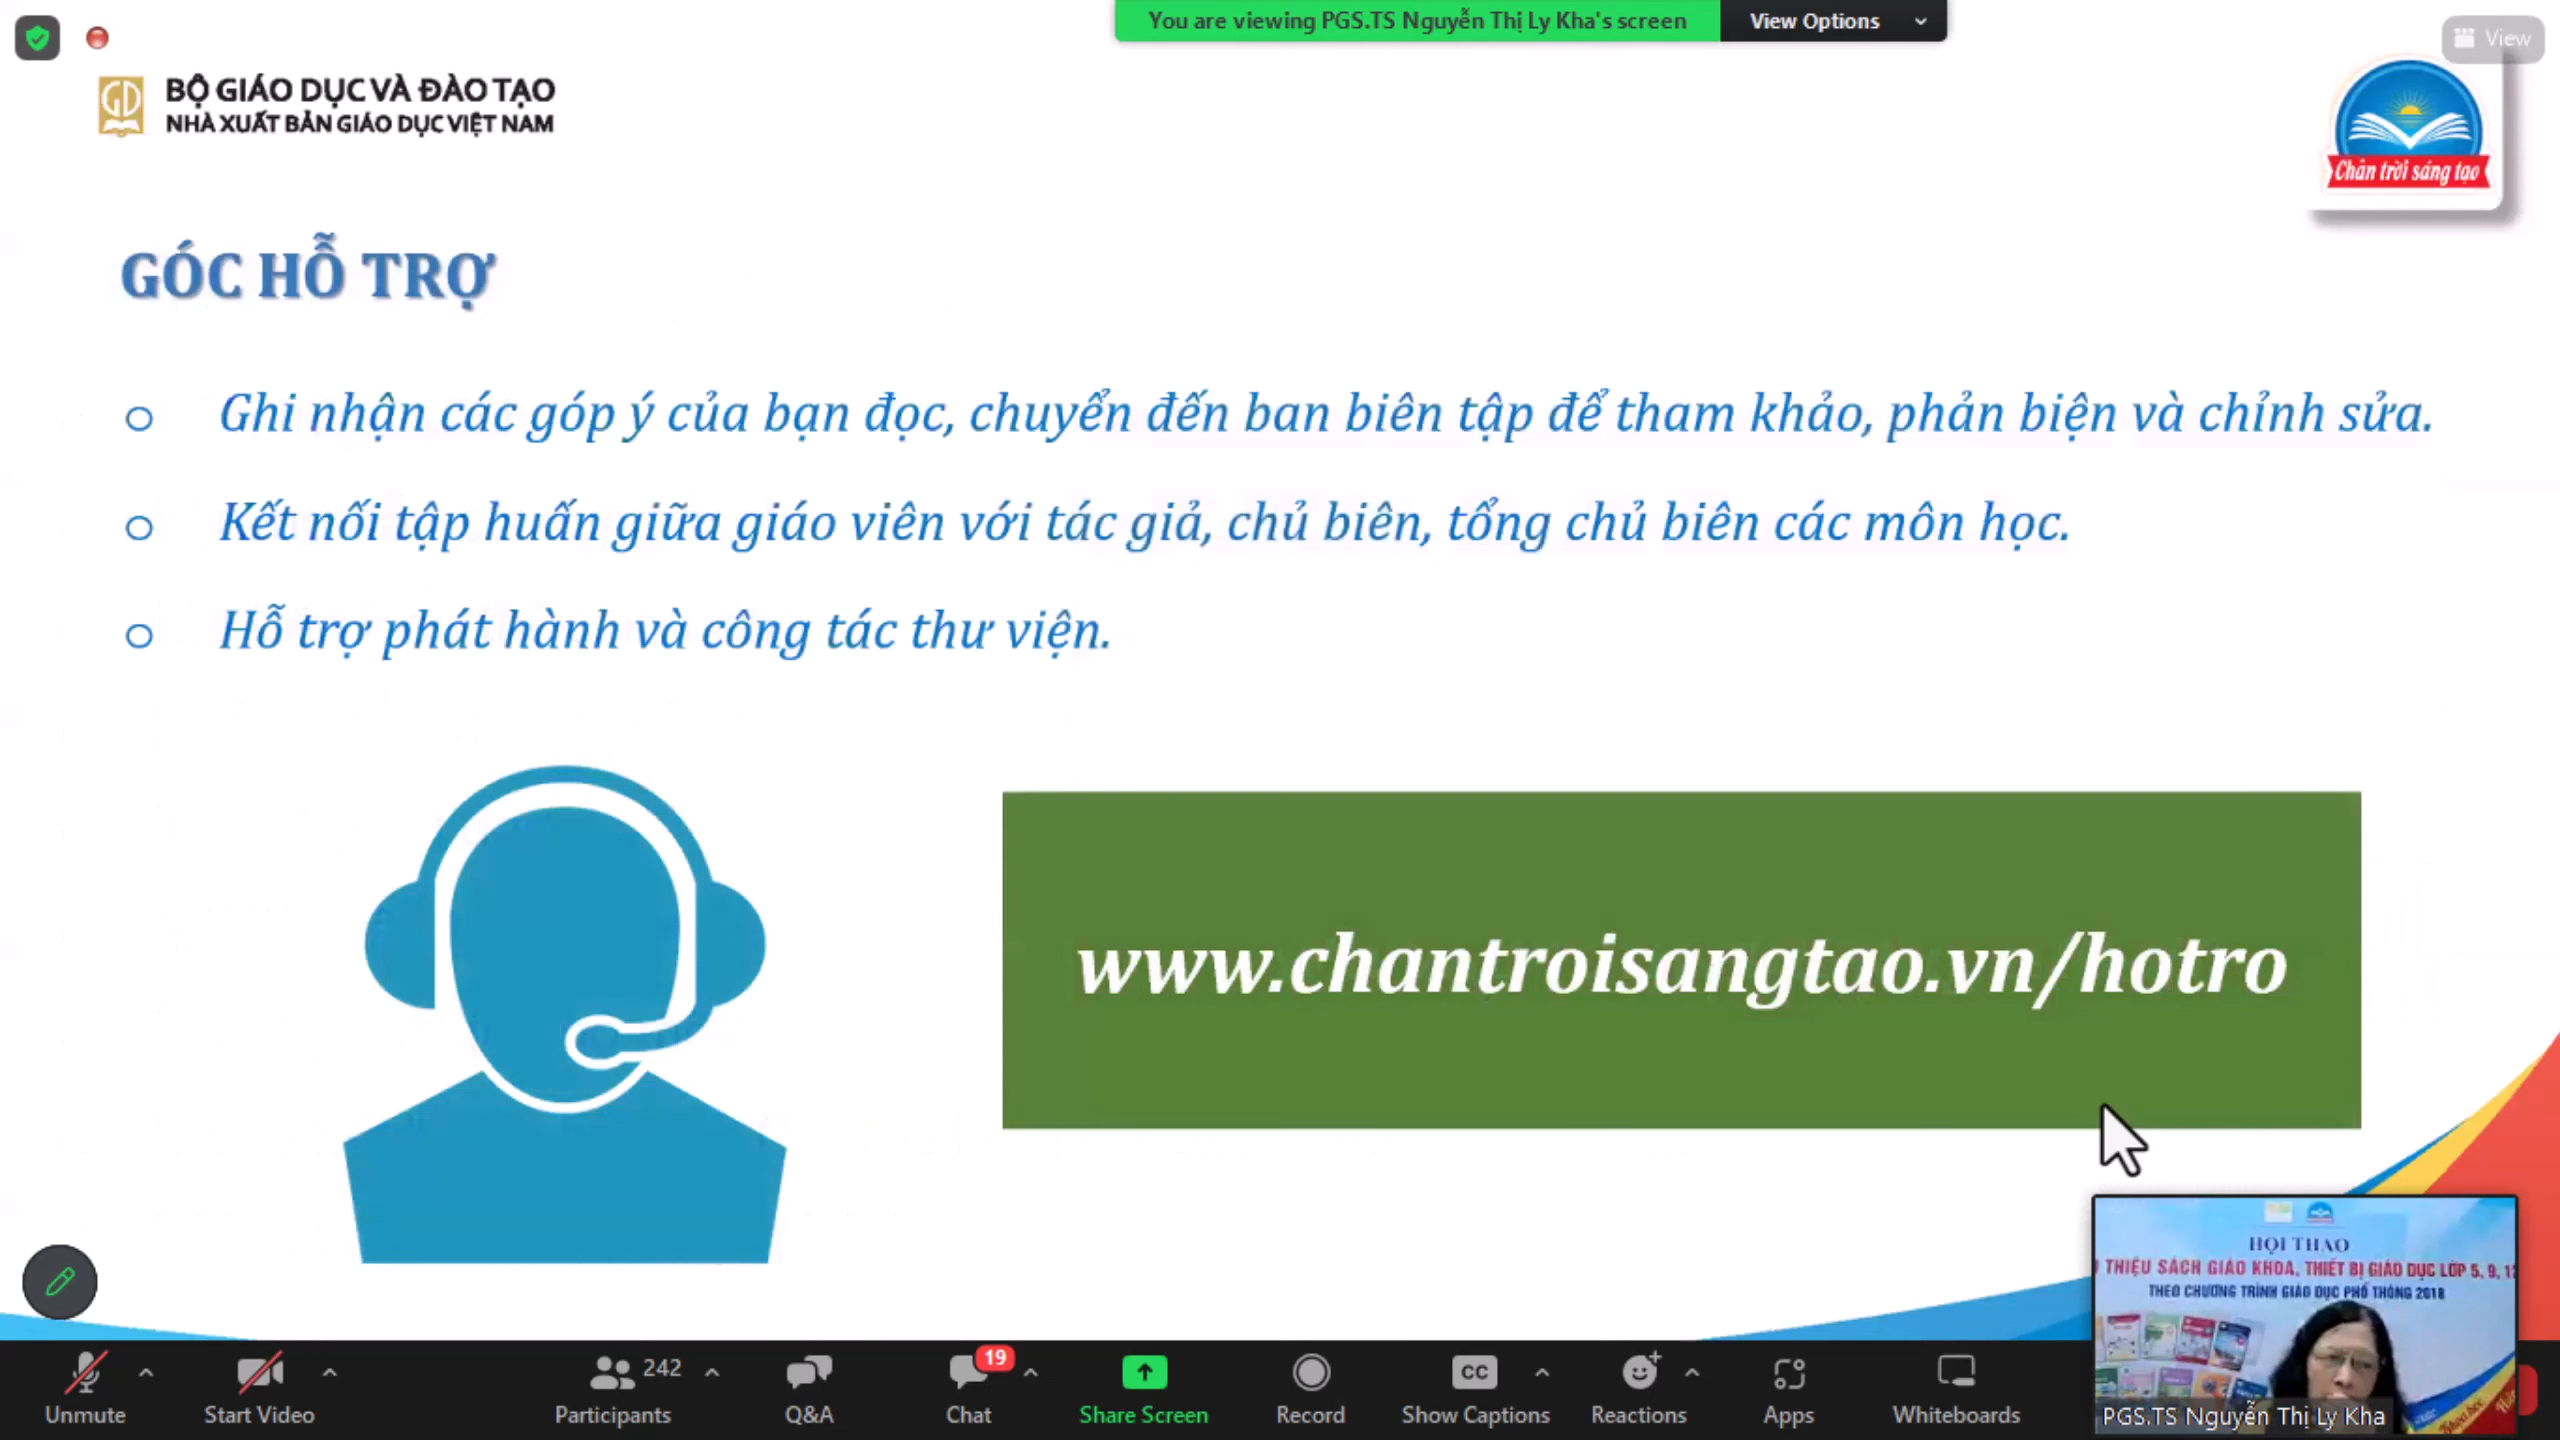 You are viewing PGS.TS Nguyễn Thị Ly Kha's screen
View Options
View
BỘ GIÁO DỤC VÀ ĐÀO TẠO
NHÀ XUẤT BẢN GIÁO DỤC VIỆT NAM
Chân trời sáng tạo
GÓC HỖ TRỢ
Ghi nhận các góp ý của bạn đọc, chuyển đến ban biên tập để tham khảo, phản biện và chỉnh sửa.
Kết nối tập huấn giữa giáo viên với tác giả, chủ biên, tổng chủ biên các môn học.
Hỗ trợ phát hành và công tác thư viện.
www.chantroisangtao.vn/hotro
HỘI THẢO
THIỆU SÁCH GIÁO KHOA, THIẾT BỊ GIÁO DỤC LỚP 5, 9, 1
THEO CHƯƠNG TRÌNH GIÁO DỤC PHỔ THÔNG 2018
PGS.TS Nguyễn Thị Ly Kha
Unmute
Start Video
242
Participants
Q&A
19
Chat
Share Screen
Record
CC
Show Captions
Reactions
Apps
Whiteboards